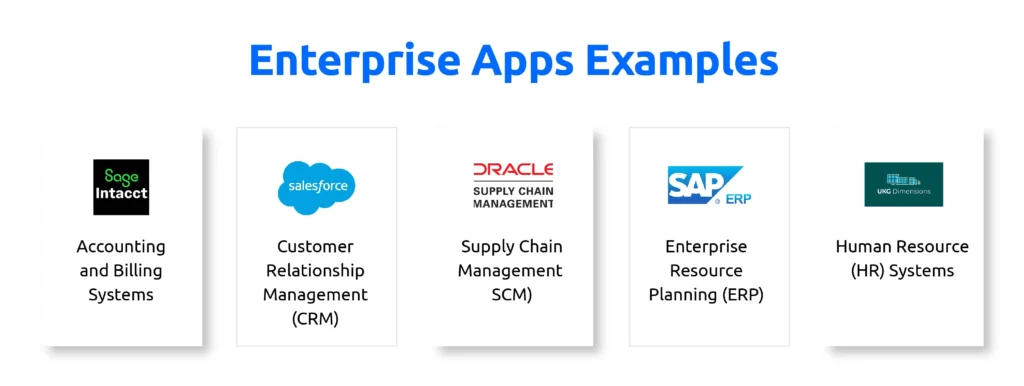 Enterprise Apps Examples
Sage
Intacct
Accounting
and Billing
Systems
salesforce
Customer
Relationship
Management
(CRM)
ORACLE
SUPPLY CHAIN
MANAGEMENT
Supply Chain
Management
SCM)
SAP
® ERP
Enterprise
Resource
Planning (ERP)
UKG Dimensions
Human Resource
(HR) Systems